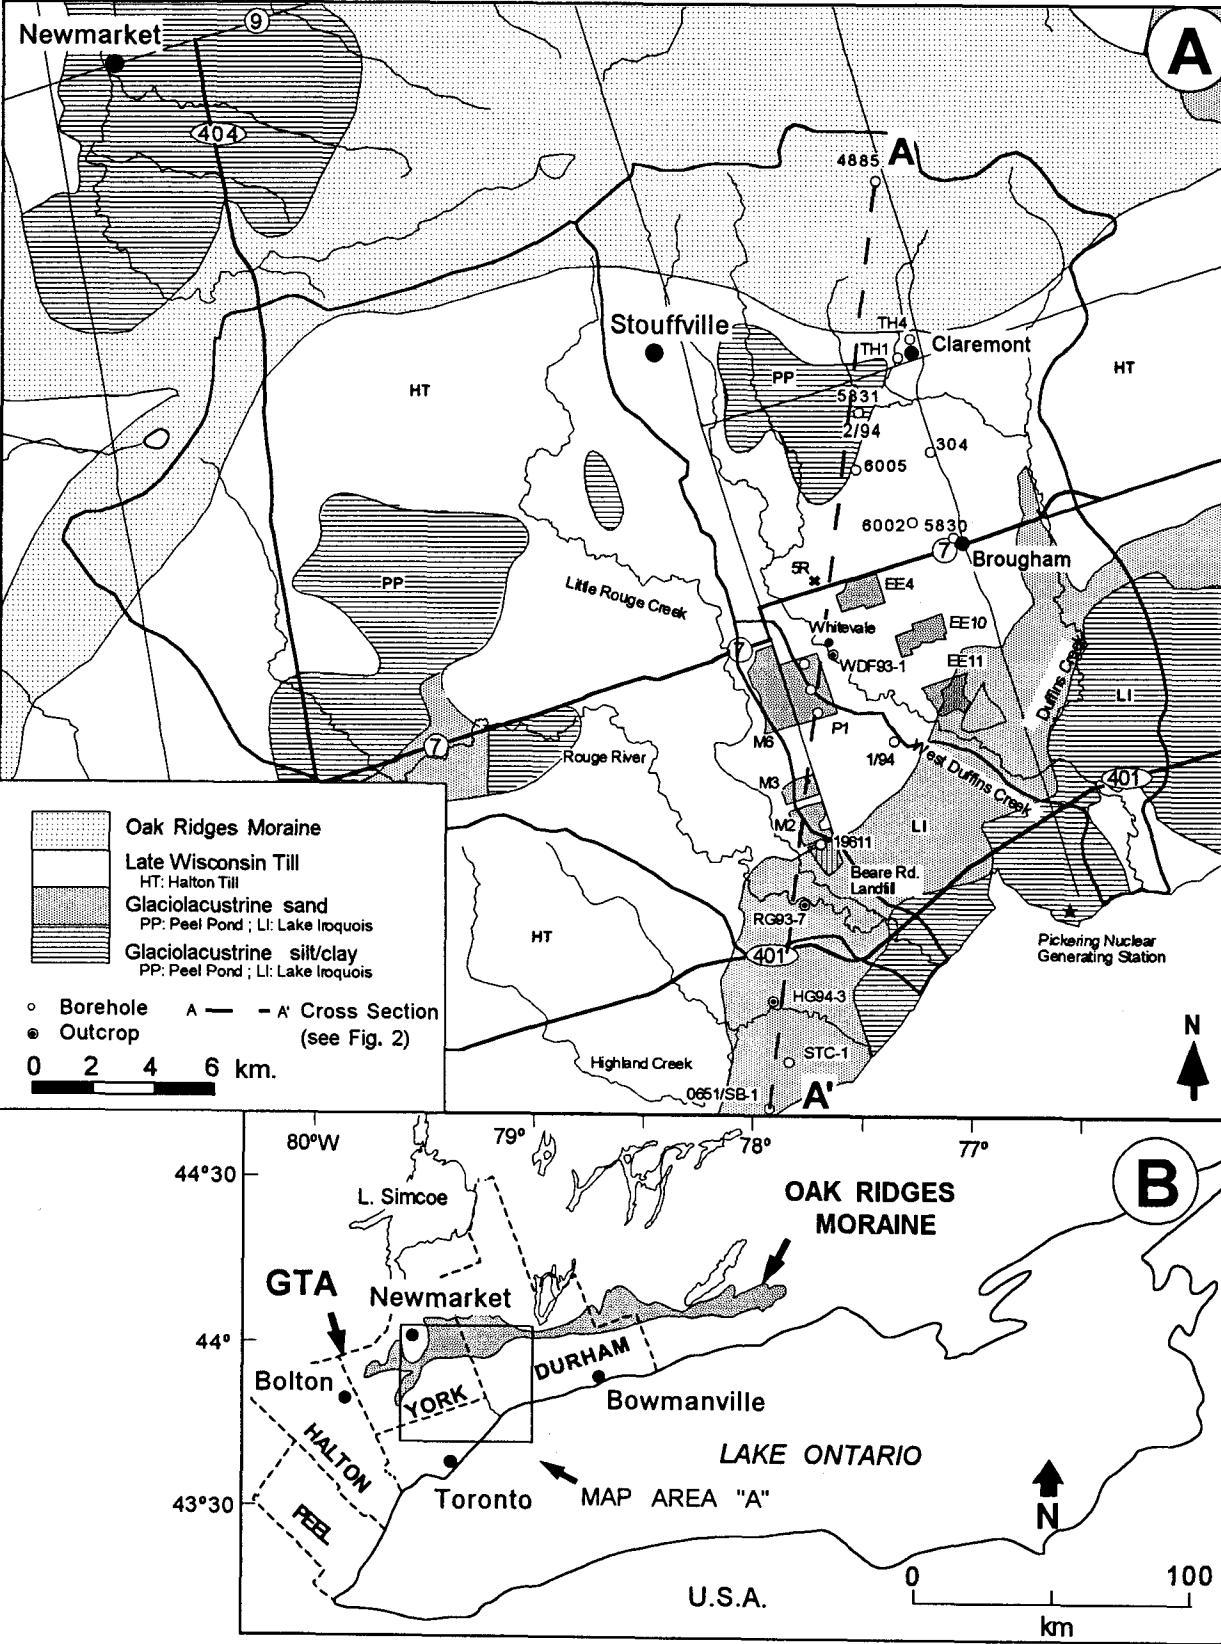 Newmarket
9
A
404
4885
A
Stouffville
TH4
TH1
Claremont
HT
HT
PP
5831
2/94
304
6005
6002
5830
7
Brougham
PP
5R
EE4
Little Rouge Creek
Whitevale
EE10
WDF93-1
EE11
7
Duffins Creek
LI
P1
M6
7
Rouge River
1/94
West Duffins Creek
401
M3
M2
LI
19611
Beare Rd.
Landfill
RG93-7
HT
401
Pickering Nuclear
Generating Station
HG94-3
N
STC-1
Highland Creek
0651/SB-1
A'
Oak Ridges Moraine
Late Wisconsin Till
HT: Halton Till
Glaciolacustrine sand
PP: Peel Pond ; LI: Lake Iroquois
Glaciolacustrine silt/clay
PP: Peel Pond ; LI: Lake Iroquois
Borehole
A — - A' Cross Section
Outcrop
(see Fig. 2)
0 2 4 6 km.
80°W 79° 78° 77°
44°30
B
L. Simcoe
OAK RIDGES
MORAINE
GTA
Newmarket
44°
DURHAM
Bolton
YORK
Bowmanville
HALTON
LAKE ONTARIO
43°30
Toronto
MAP AREA "A"
N
PEEL
U.S.A.
0 100
km